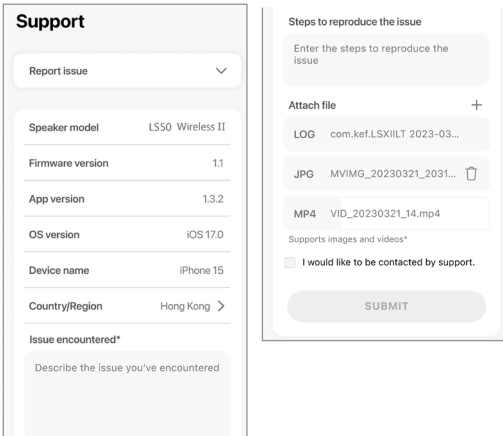 Support
Report issue
Speaker model LS50 Wireless II
Firmware version 1.1
App version 1.3.2
OS version iOS 17.0
Device name iPhone 15
Country/Region Hong Kong
Issue encountered*
Describe the issue you've encountered
Steps to reproduce the issue
Enter the steps to reproduce the
issue
Attach file
LOG com.kef.LSXIILT 2023-03...
JPG MVIMG_20230321_2031...
MP4 VID_20230321_14.mp4
Supports images and videos*
I would like to be contacted by support.
SUBMIT